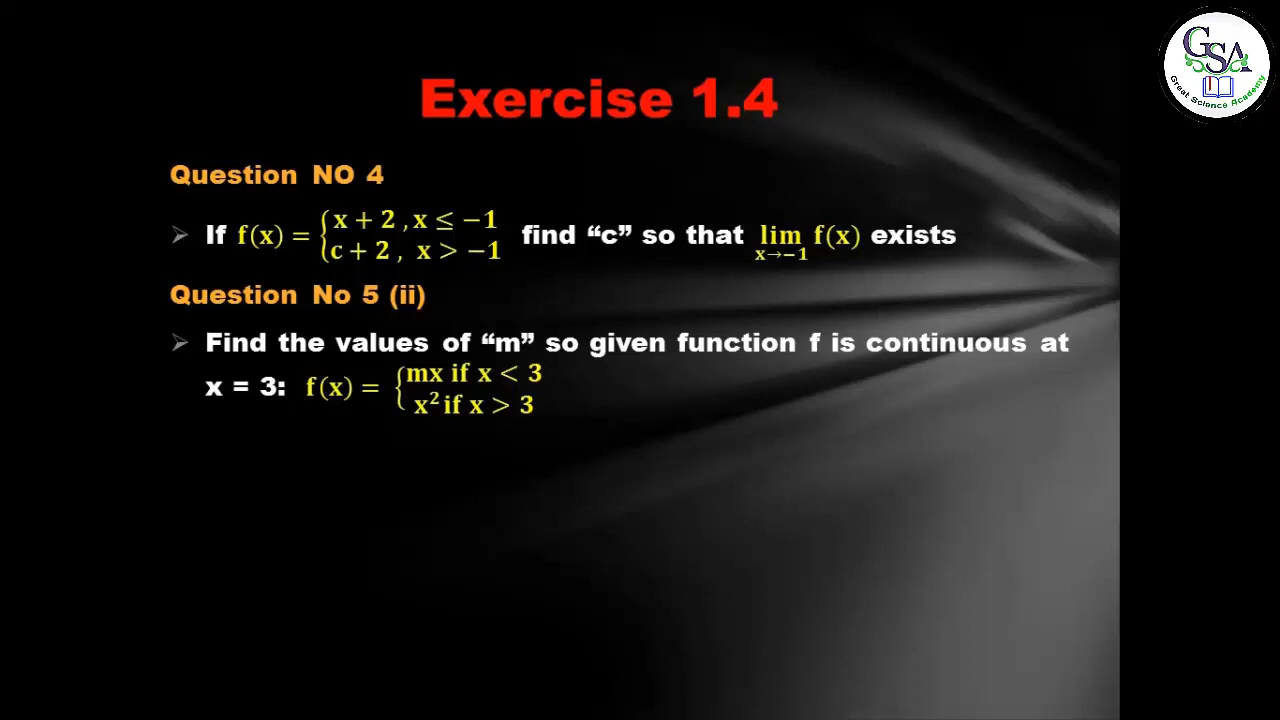 GSA
Great Science Academy
Exercise 1.4
Question NO 4
➢ If f(x) = {x + 2 , x ≤ −1
c + 2 , x > −1 find “c” so that lim x→−1 f(x) exists
Question No 5 (ii)
➢ Find the values of “m” so given function f is continuous at
x = 3: f(x) = {mx if x < 3
x² if x > 3